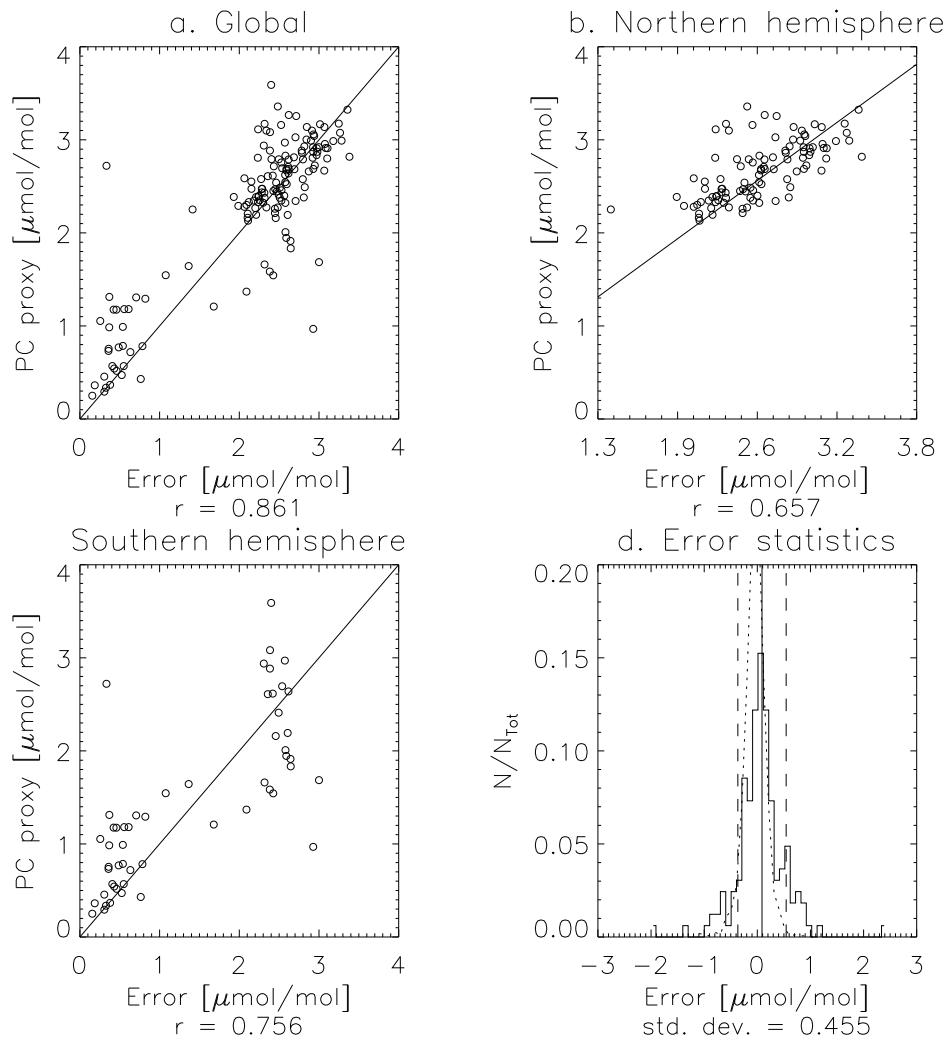 a. Global
PC proxy [μmol/mol]
4
3
2
1
0
0 1 2 3 4
Error [μmol/mol]
r = 0.861
b. Northern hemisphere
PC proxy [μmol/mol]
4
3
2
1
0
1.3 1.9 2.6 3.2 3.8
Error [μmol/mol]
r = 0.657
Southern hemisphere
PC proxy [μmol/mol]
4
3
2
1
0
0 1 2 3 4
Error [μmol/mol]
r = 0.756
d. Error statistics
N/NTot
0.20
0.15
0.10
0.05
0.00
−3 −2 −1 0 1 2 3
Error [μmol/mol]
std. dev. = 0.455